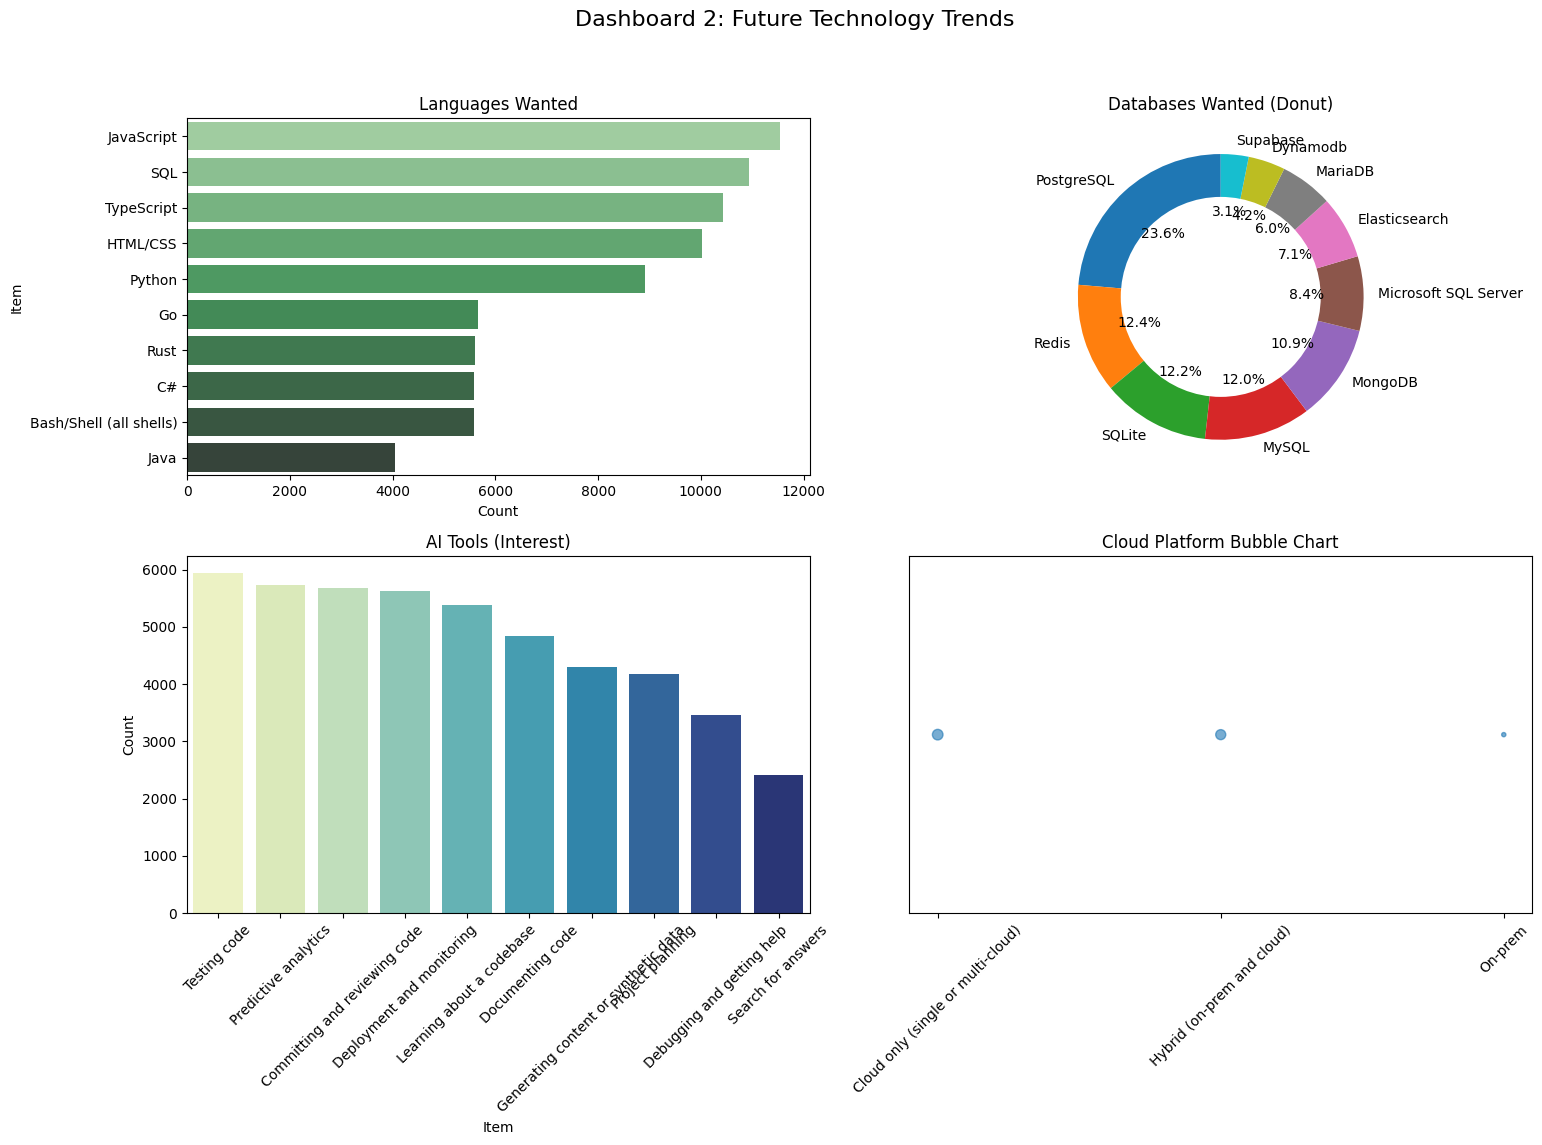 Dashboard 2: Future Technology Trends
Languages Wanted
Item
JavaScript
SQL
TypeScript
HTML/CSS
Python
Go
Rust
C#
Bash/Shell (all shells)
Java
0 2000 4000 6000 8000 10000 12000
Count
Databases Wanted (Donut)
PostgreSQL
23.6%
Redis
12.4%
SQLite
12.2%
MySQL
12.0%
MongoDB
10.9%
Microsoft SQL Server
8.4%
Elasticsearch
7.1%
MariaDB
6.0%
Dynamodb
4.2%
Supabase
3.1%
AI Tools (Interest)
Count
6000
5000
4000
3000
2000
1000
0
Testing code
Predictive analytics
Committing and reviewing code
Deployment and monitoring
Learning about a codebase
Documenting code
Generating content or synthetic data
Project planning
Debugging and getting help
Search for answers
Item
Cloud Platform Bubble Chart
Cloud only (single or multi-cloud)
Hybrid (on-prem and cloud)
On-prem